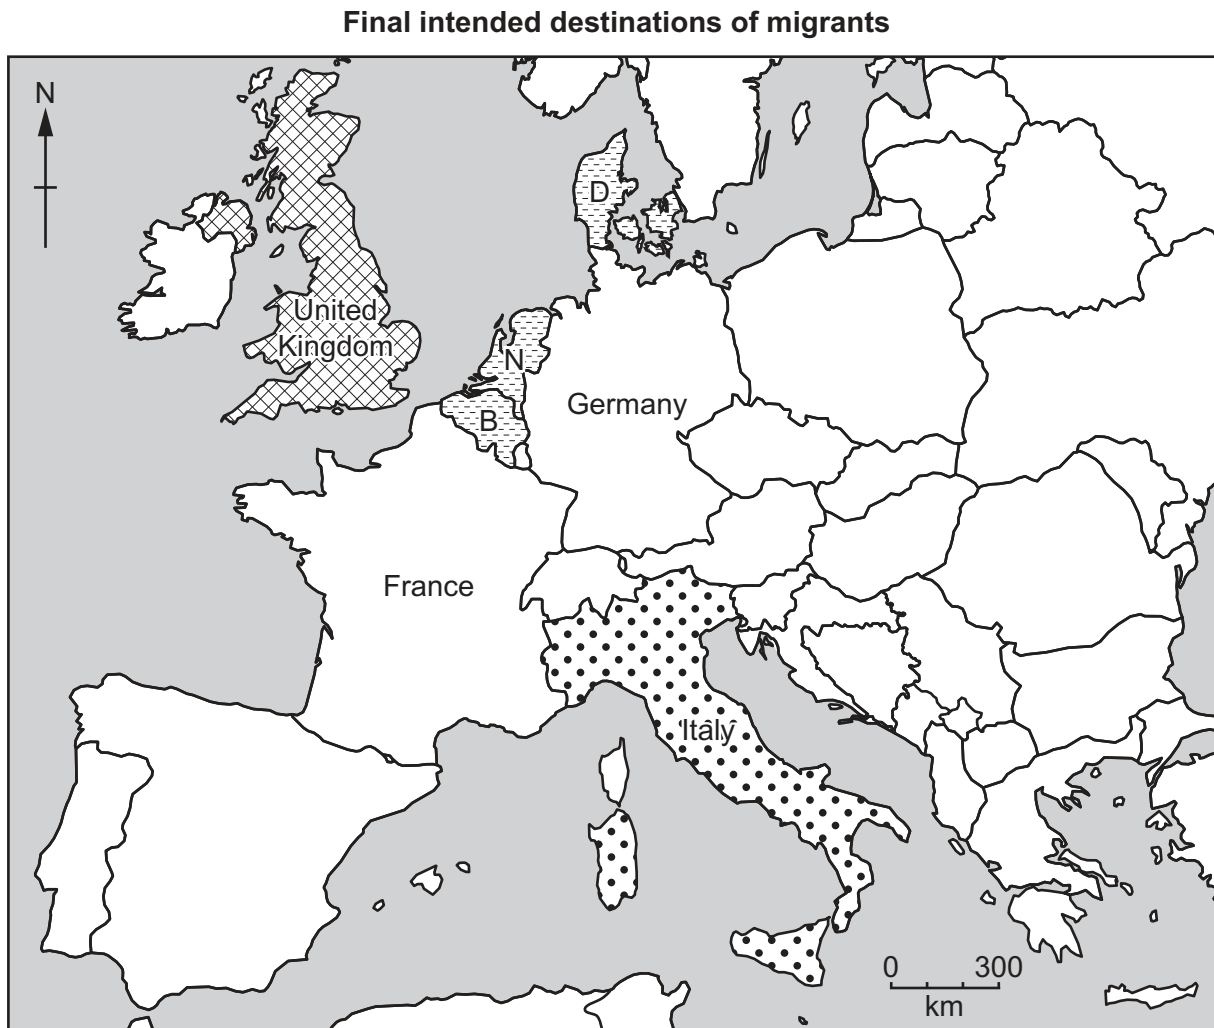 Final intended destinations of migrants
N
D
United
Kingdom
N
B
Germany
France
Italy
0 300
km